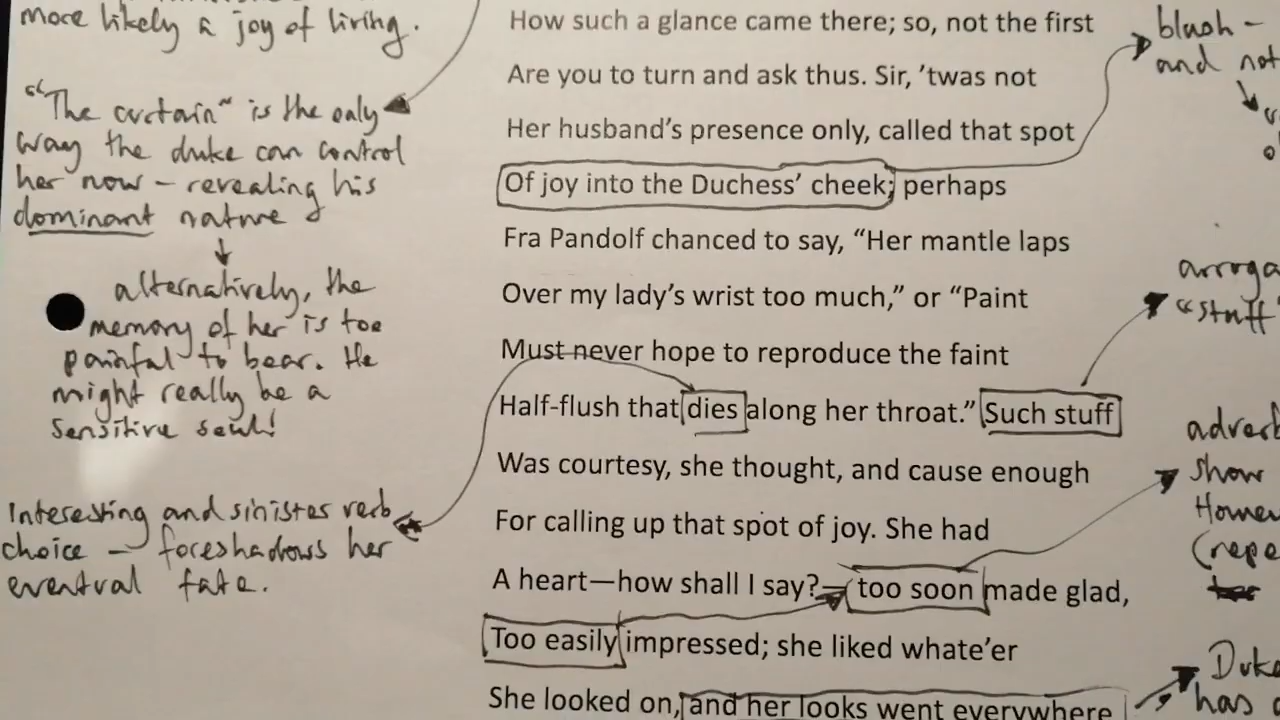 more likely a joy of living.
"The curtain" is the only
way the duke can control
her now – revealing his
dominant nature
alternatively, the
memory of her is too
painful to bear. He
might really be a
sensitive soul!
Interesting and sinister verb
choice – foreshadows her
eventual fate.
How such a glance came there; so, not the first
Are you to turn and ask thus. Sir, ’twas not
Her husband’s presence only, called that spot
Of joy into the Duchess’ cheek; perhaps
Fra Pandolf chanced to say, “Her mantle laps
Over my lady’s wrist too much,” or “Paint
Must never hope to reproduce the faint
Half-flush that dies along her throat.” Such stuff
Was courtesy, she thought, and cause enough
For calling up that spot of joy. She had
A heart—how shall I say?— too soon made glad,
Too easily impressed; she liked whate’er
She looked on, and her looks went everywhere
blush –
and not
arroga
"stuff"
adverb
show
(repe
Duke
has